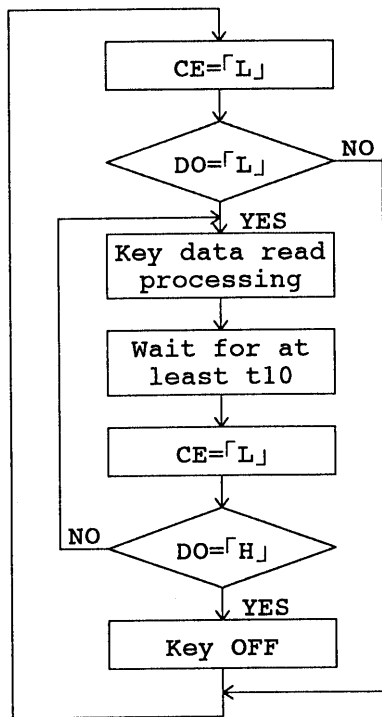 CE=「L」
DO=「L」
NO
YES
Key data read
processing
Wait for at
least t10
CE=「L」
NO
DO=「H」
YES
Key OFF